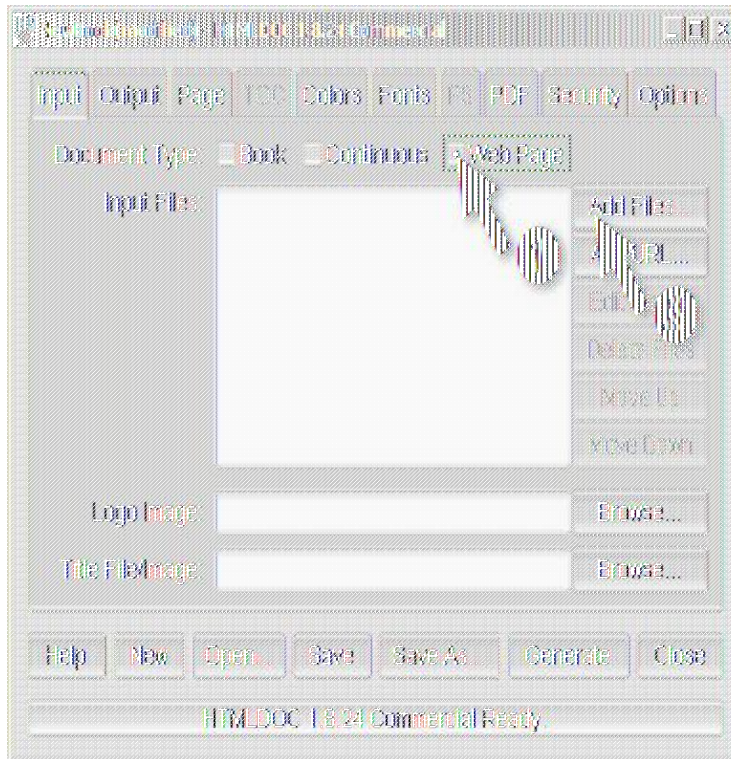 HTMLDOC 1.8.24 Commercial
Input Output Page TOC Colors Fonts PS PDF Security Options
Document Type: Book Continuous Web Page
Input Files: Add Files...
URL...
Edit
Delete Files
Move Up
Move Down
Logo Image: Browse...
Title File/Image: Browse...
Help New Open... Save Save As... Generate Close
HTMLDOC 1.8.24 Commercial Ready.